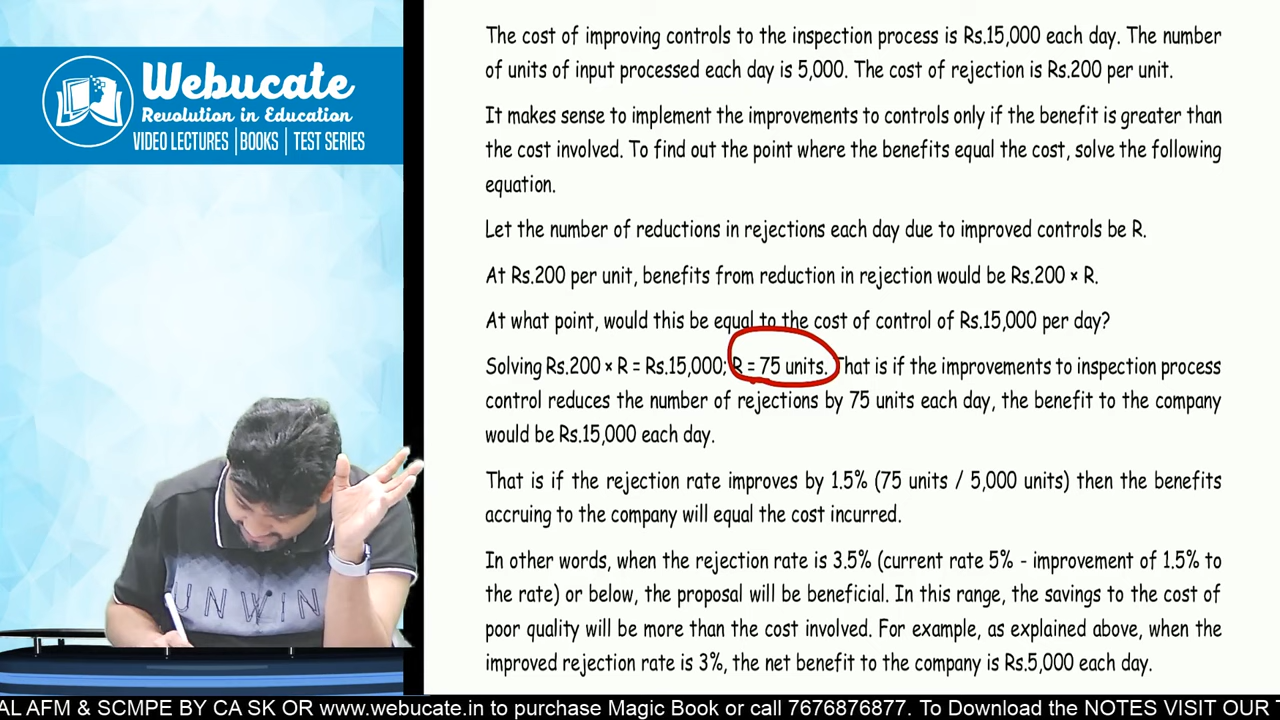 Webucate
Revolution in Education
VIDEO LECTURES | BOOKS | TEST SERIES
The cost of improving controls to the inspection process is Rs.15,000 each day. The number
of units of input processed each day is 5,000. The cost of rejection is Rs.200 per unit.
It makes sense to implement the improvements to controls only if the benefit is greater than
the cost involved. To find out the point where the benefits equal the cost, solve the following
equation.
Let the number of reductions in rejections each day due to improved controls be R.
At Rs.200 per unit, benefits from reduction in rejection would be Rs.200 × R.
At what point, would this be equal to the cost of control of Rs.15,000 per day?
Solving Rs.200 × R = Rs.15,000; R = 75 units. That is if the improvements to inspection process
control reduces the number of rejections by 75 units each day, the benefit to the company
would be Rs.15,000 each day.
That is if the rejection rate improves by 1.5% (75 units / 5,000 units) then the benefits
accruing to the company will equal the cost incurred.
In other words, when the rejection rate is 3.5% (current rate 5% - improvement of 1.5% to
the rate) or below, the proposal will be beneficial. In this range, the savings to the cost of
poor quality will be more than the cost involved. For example, as explained above, when the
improved rejection rate is 3%, the net benefit to the company is Rs.5,000 each day.
UNWIN
AL AFM & SCMPE BY CA SK OR www.webucate.in to purchase Magic Book or call 7676876877. To Download the NOTES VISIT OUR